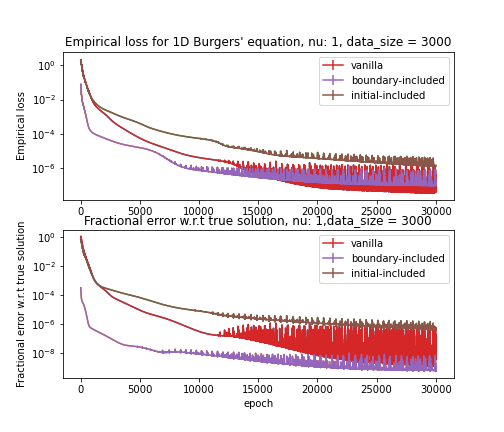 Empirical loss for 1D Burgers' equation, nu: 1, data_size = 3000
Empirical loss
10⁰
10⁻²
10⁻⁴
10⁻⁶
vanilla
boundary-included
initial-included
0 5000 10000 15000 20000 25000 30000
Fractional error w.r.t true solution, nu: 1,data_size = 3000
Fractional error w.r.t true solution
10⁰
10⁻²
10⁻⁴
10⁻⁶
10⁻⁸
vanilla
boundary-included
initial-included
0 5000 10000 15000 20000 25000 30000
epoch